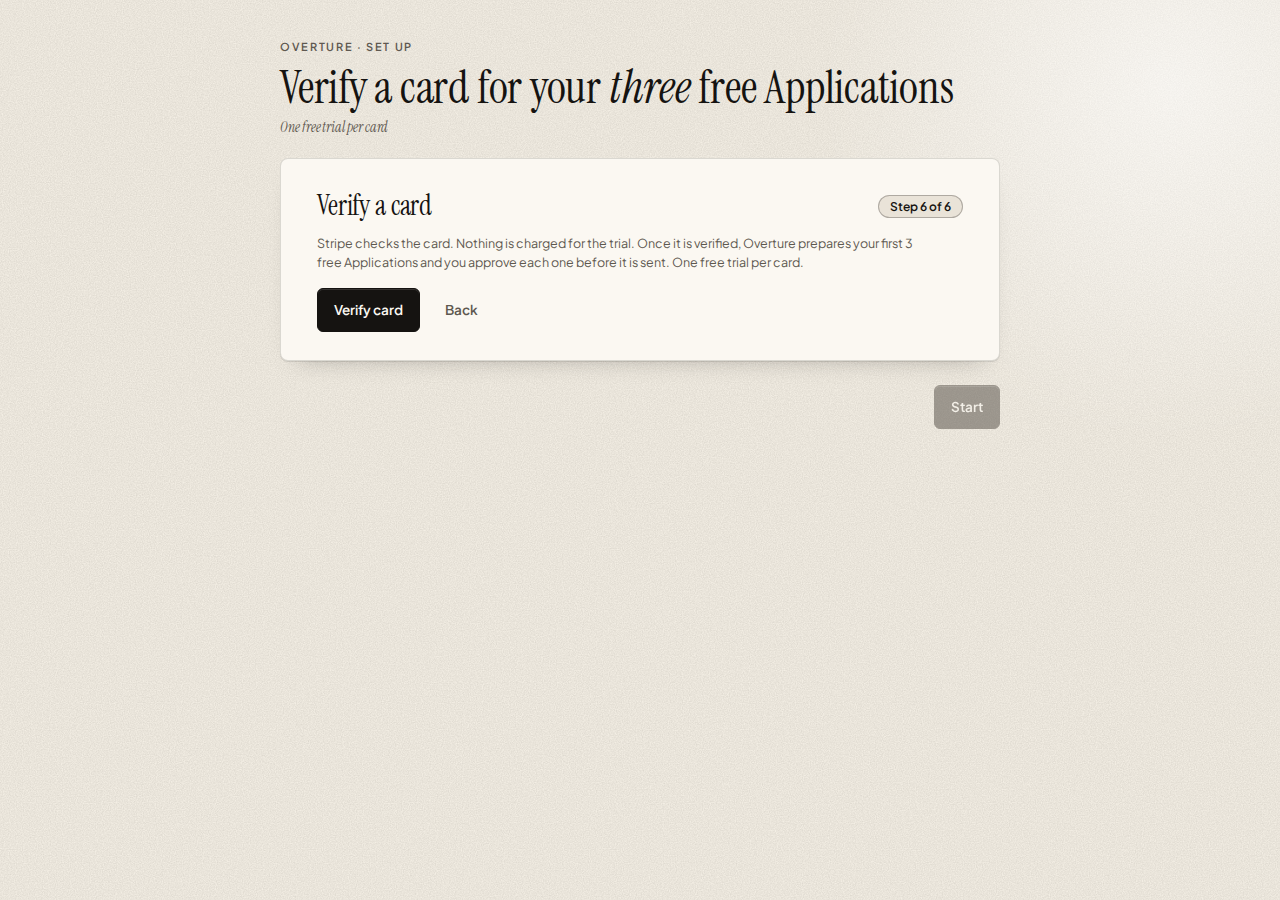 OVERTURE · SET UP
Verify a card for your three free Applications
One free trial per card
Verify a card
Step 6 of 6
Stripe checks the card. Nothing is charged for the trial. Once it is verified, Overture prepares your first 3
free Applications and you approve each one before it is sent. One free trial per card.
Verify card
Back
Start